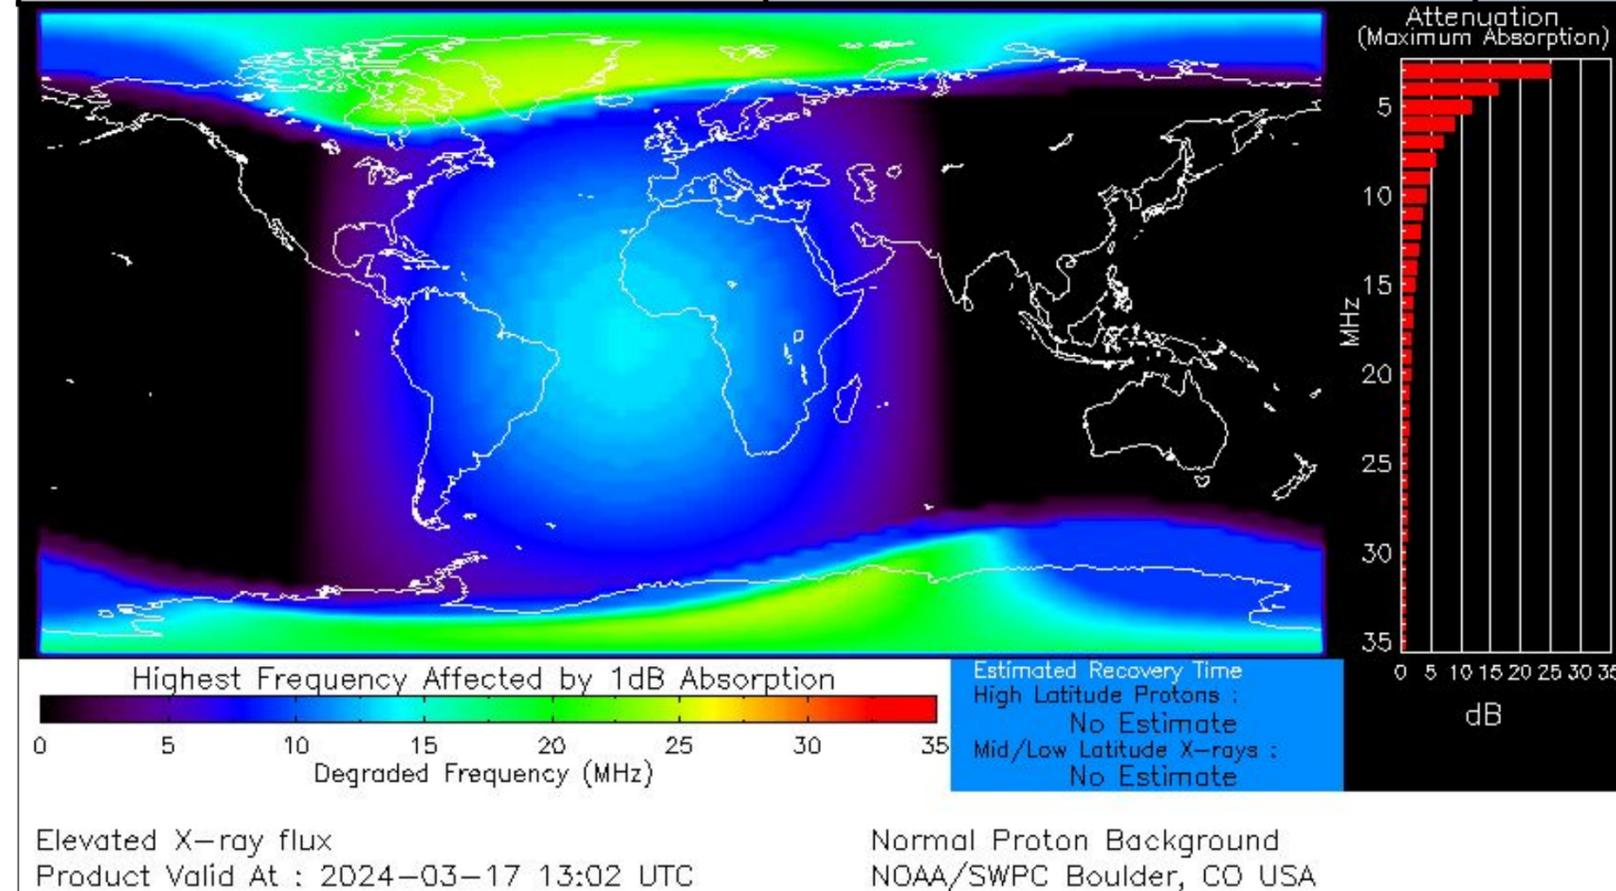 Attenuation
(Maximum Absorption)
5
10
15
20
25
30
35
MHz
0 5 10 15 20 25 30 35
dB
Highest Frequency Affected by 1dB Absorption
0 5 10 15 20 25 30 35
Degraded Frequency (MHz)
Estimated Recovery Time
High Latitude Protons :
No Estimate
Mid/Low Latitude X-rays :
No Estimate
Elevated X-ray flux
Normal Proton Background
Product Valid At : 2024-03-17 13:02 UTC
NOAA/SWPC Boulder, CO USA